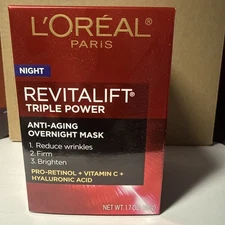 L'ORÉAL
PARIS
NIGHT
REVITALIFT®
TRIPLE POWER
ANTI-AGING
OVERNIGHT MASK
1. Reduce wrinkles
2. Firm
3. Brighten
PRO-RETINOL + VITAMIN C +
HYALURONIC ACID
NET WT. 1.7